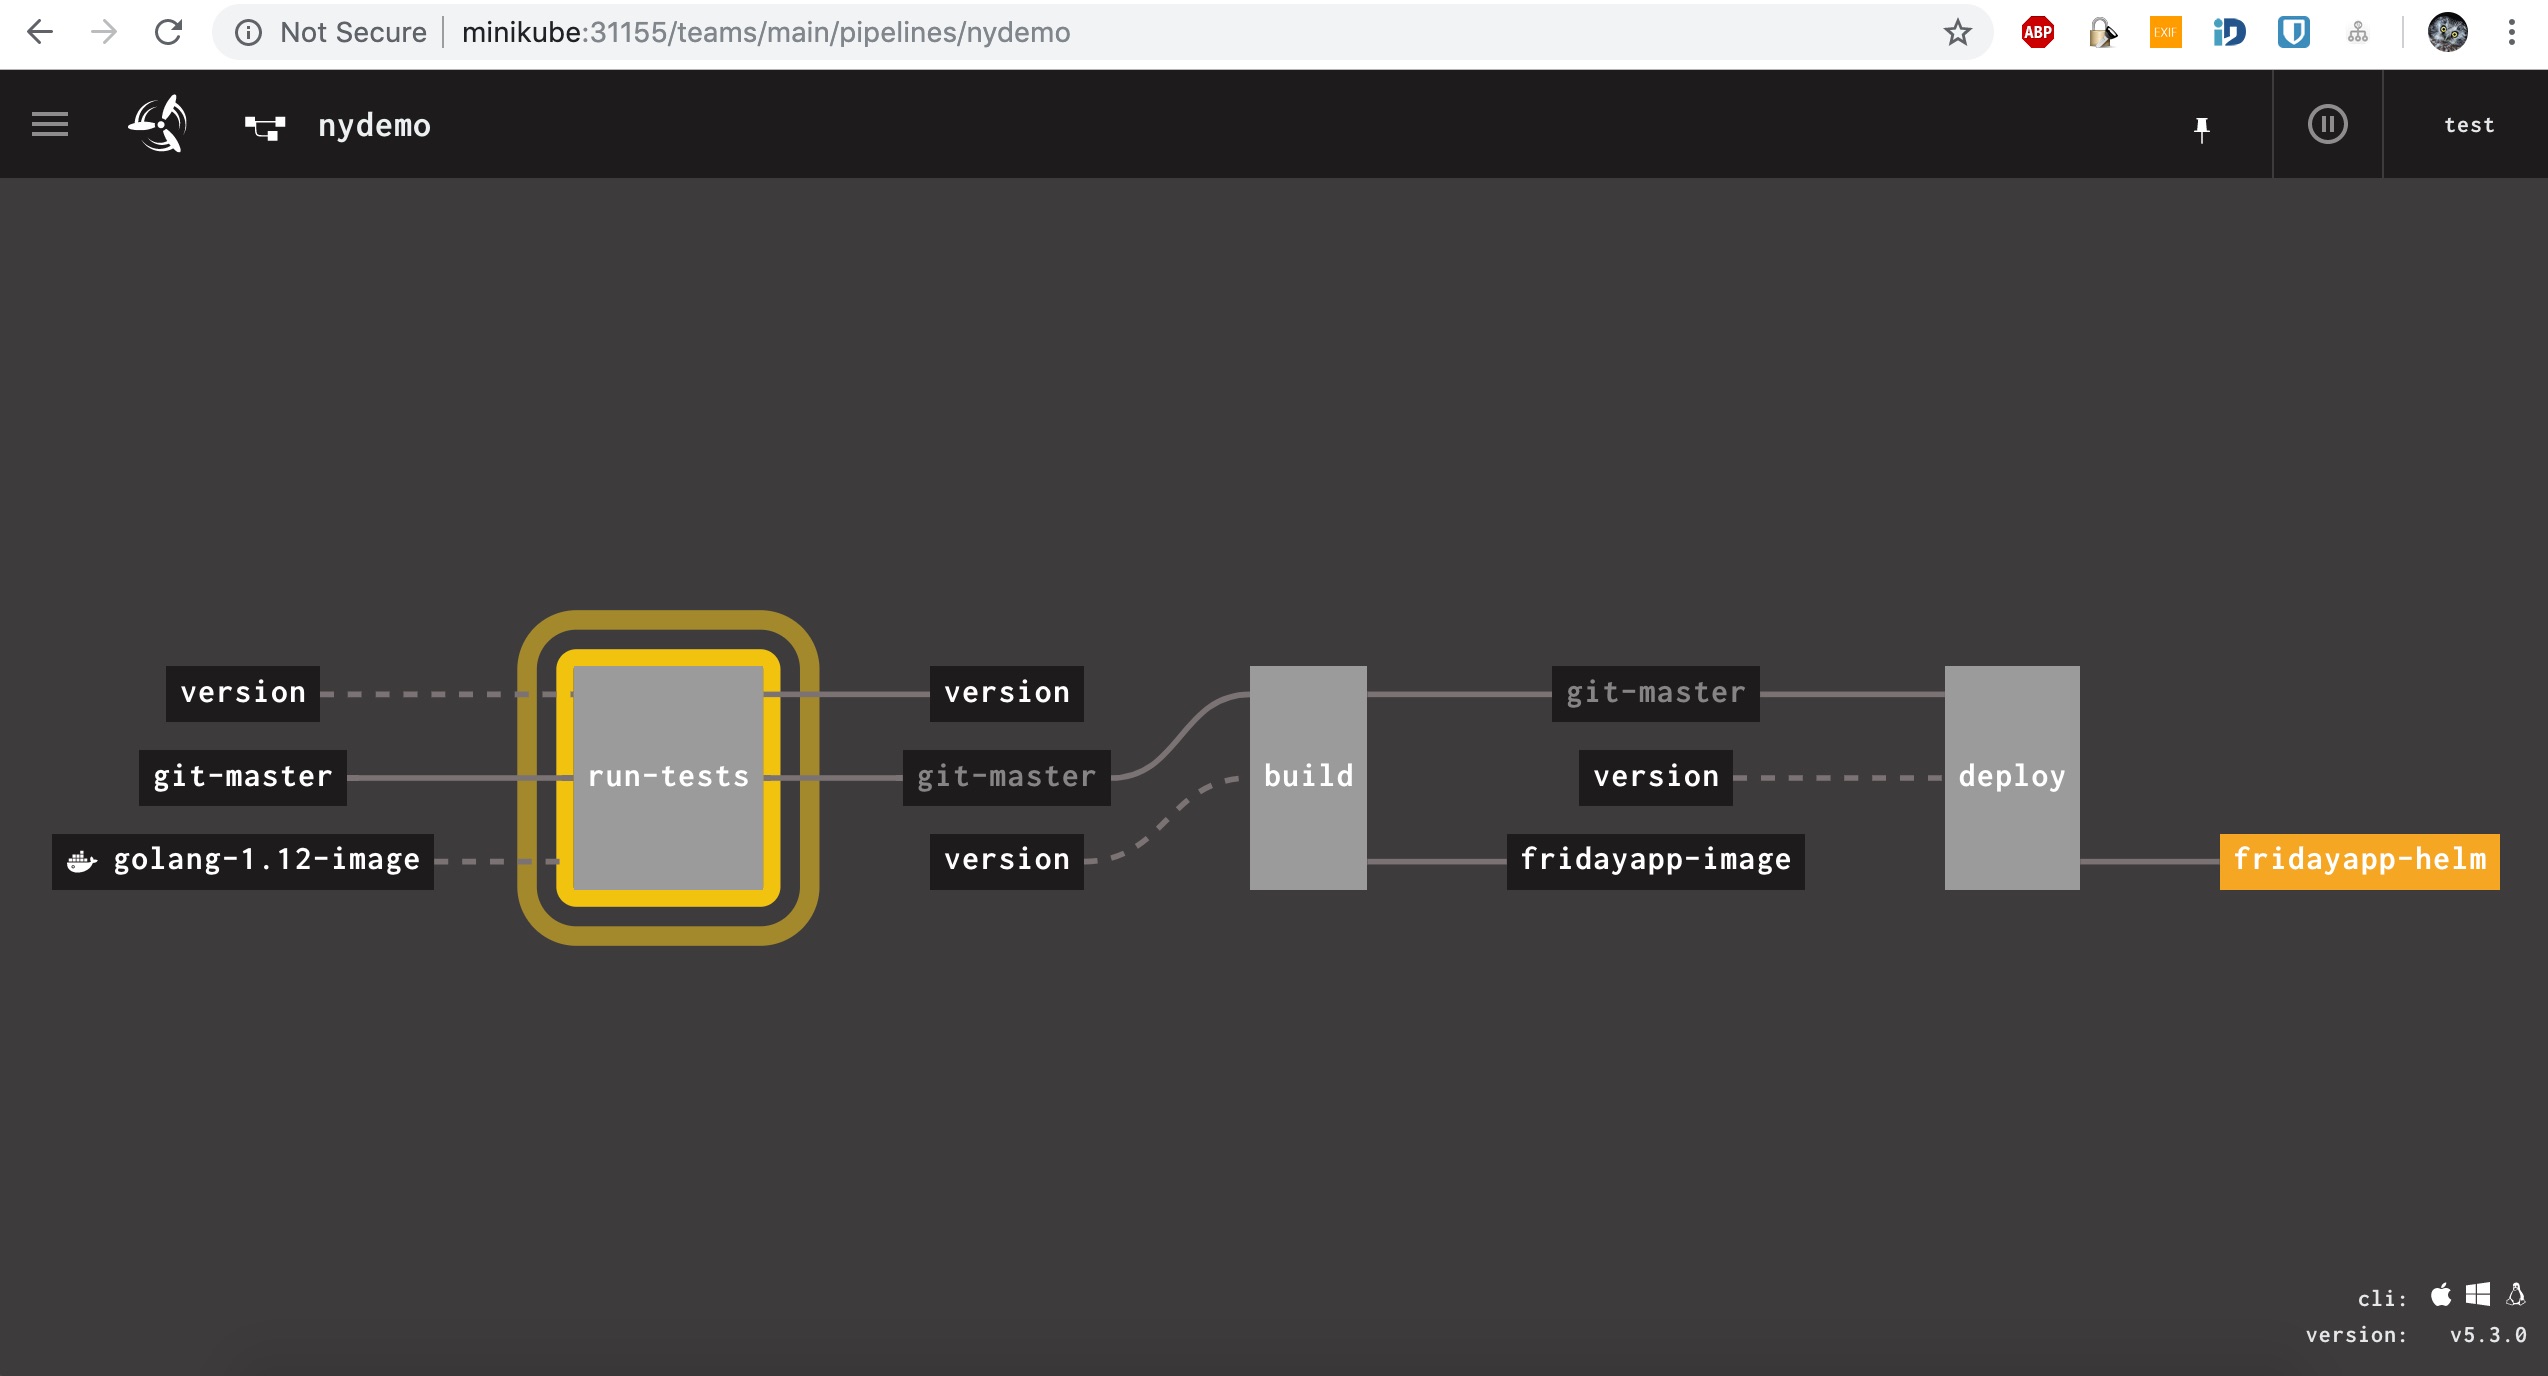 Not Secure minikube:31155/teams/main/pipelines/nydemo
ABP
EXIF
iD
nydemo
test
version
git-master
golang-1.12-image
run-tests
version
git-master
version
build
git-master
version
fridayapp-image
deploy
fridayapp-helm
cli:
version: v5.3.0